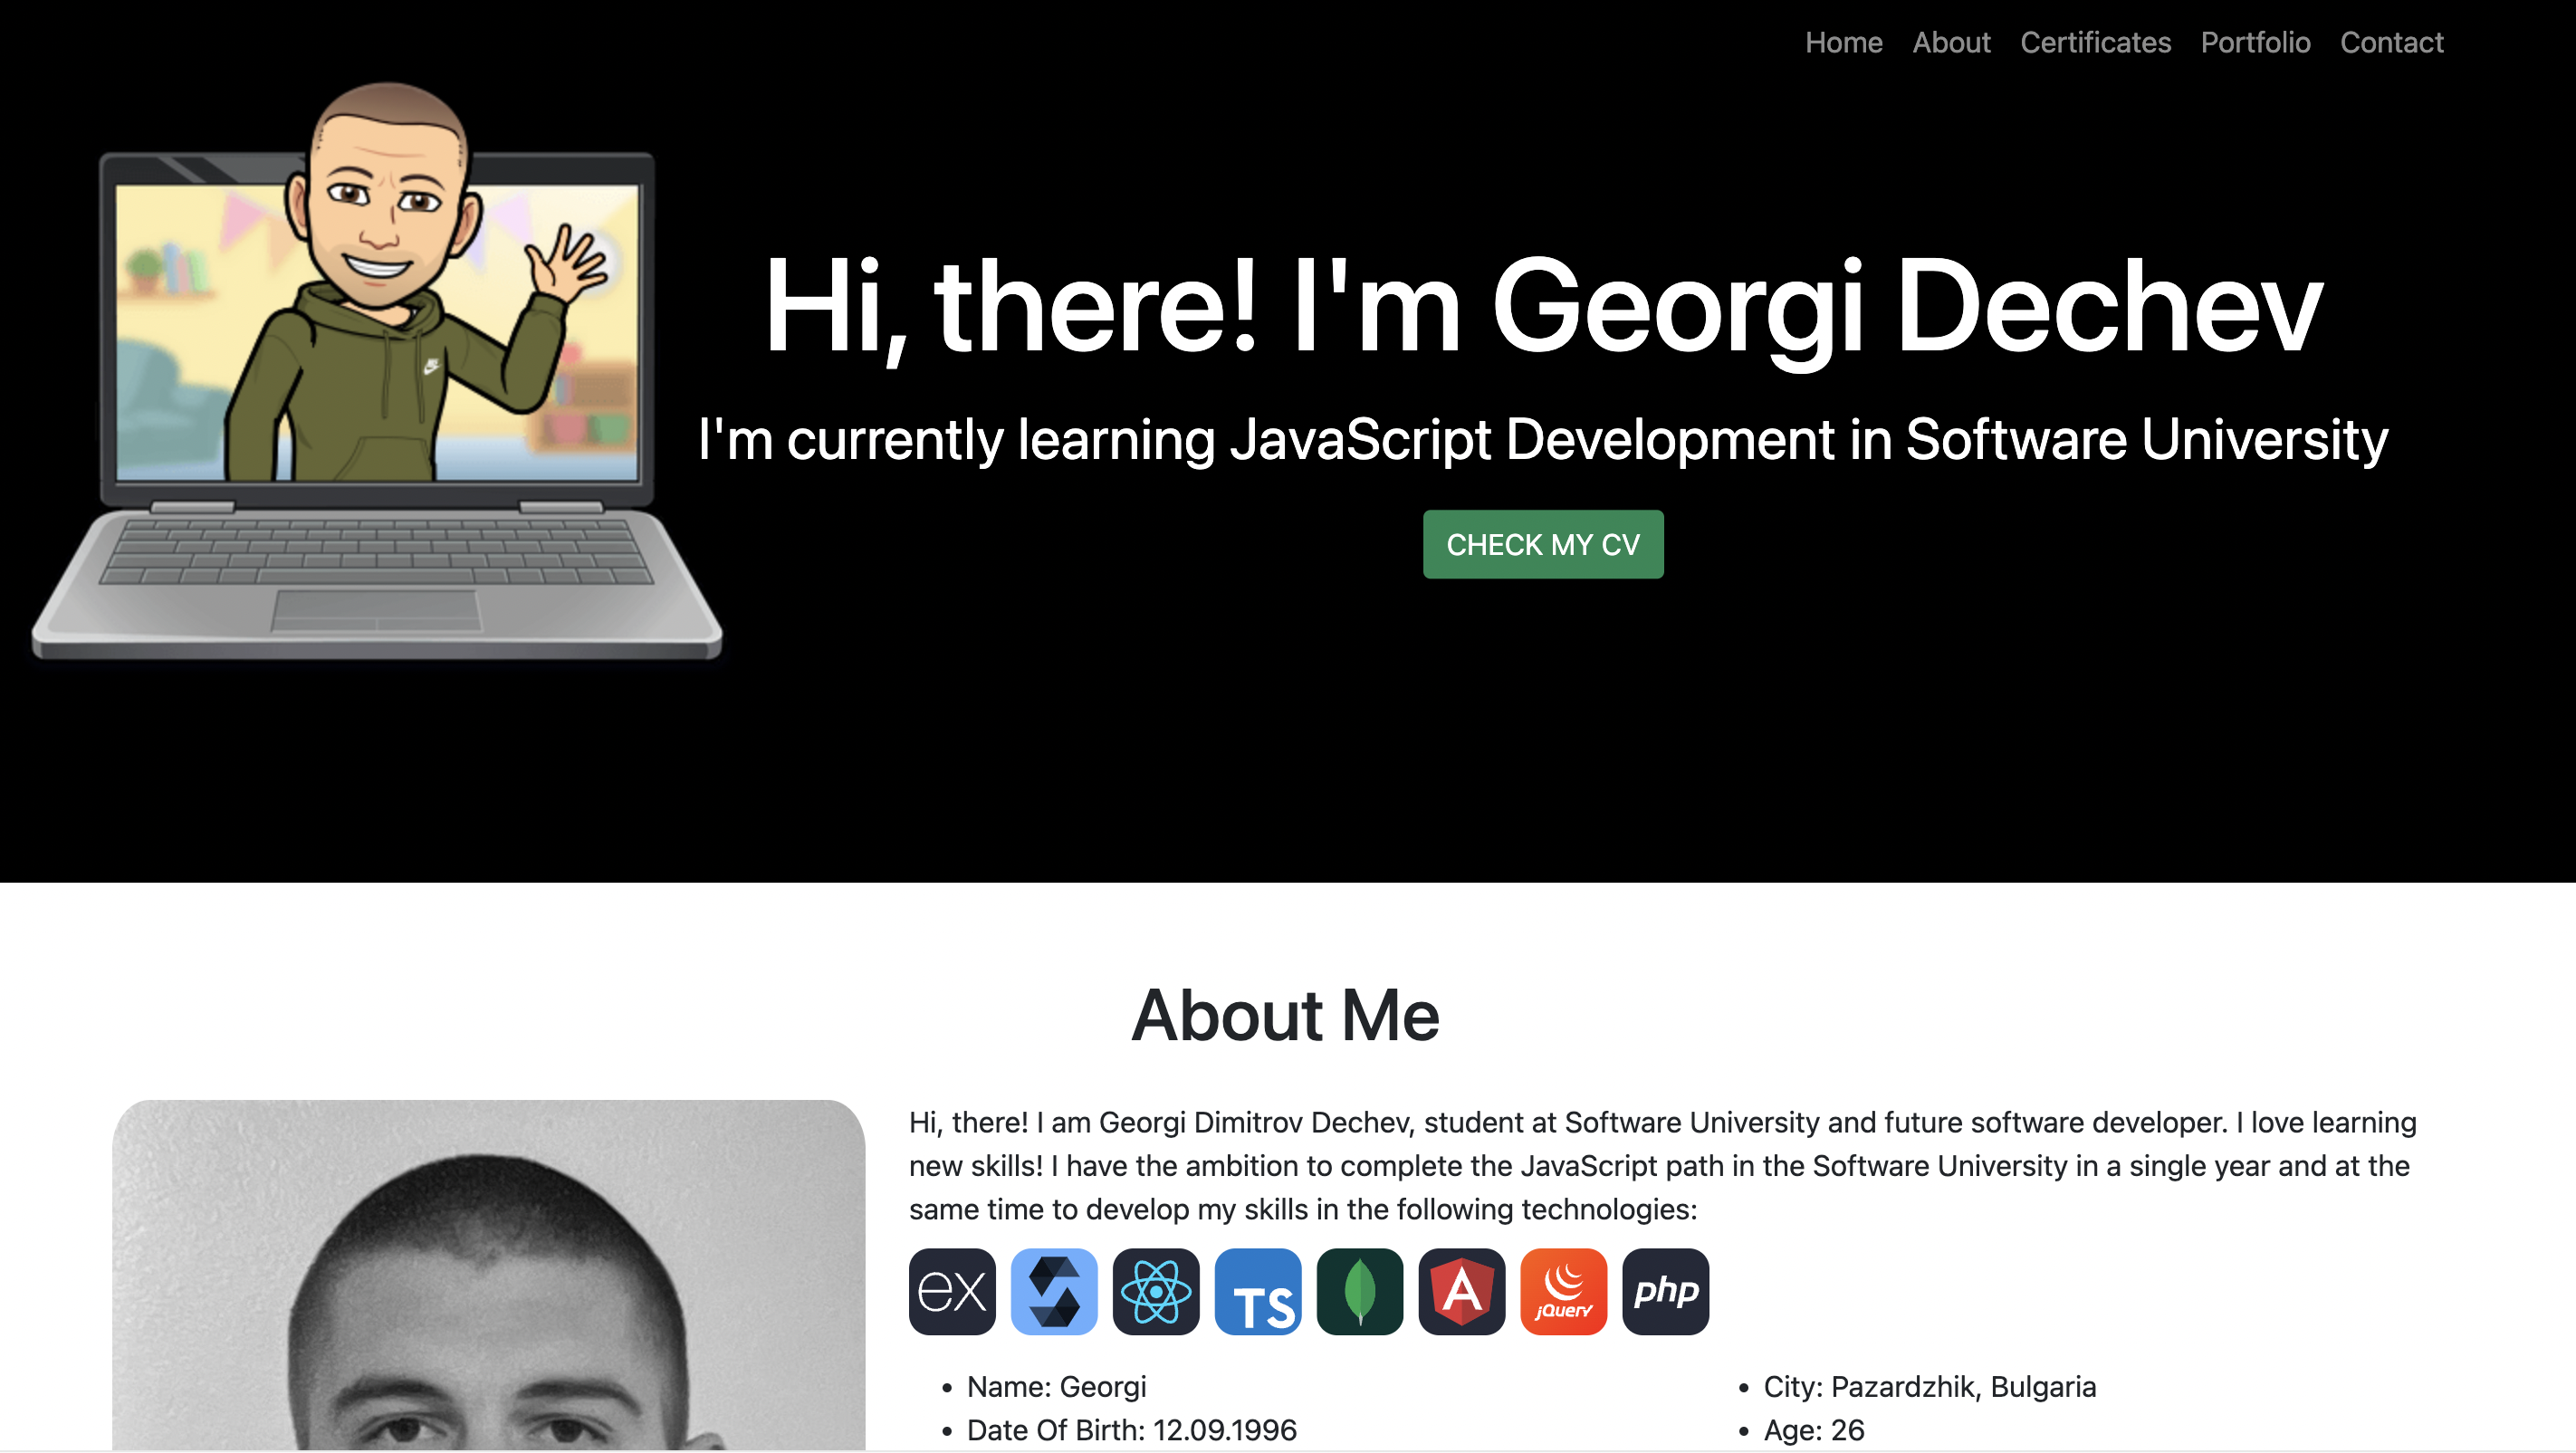 Home About Certificates Portfolio Contact
Hi, there! I'm Georgi Dechev
I'm currently learning JavaScript Development in Software University
CHECK MY CV
About Me
Hi, there! I am Georgi Dimitrov Dechev, student at Software University and future software developer. I love learning
new skills! I have the ambition to complete the JavaScript path in the Software University in a single year and at the
same time to develop my skills in the following technologies:
ex TS A jQuery php
Name: Georgi
City: Pazardzhik, Bulgaria
Date Of Birth: 12.09.1996
Age: 26